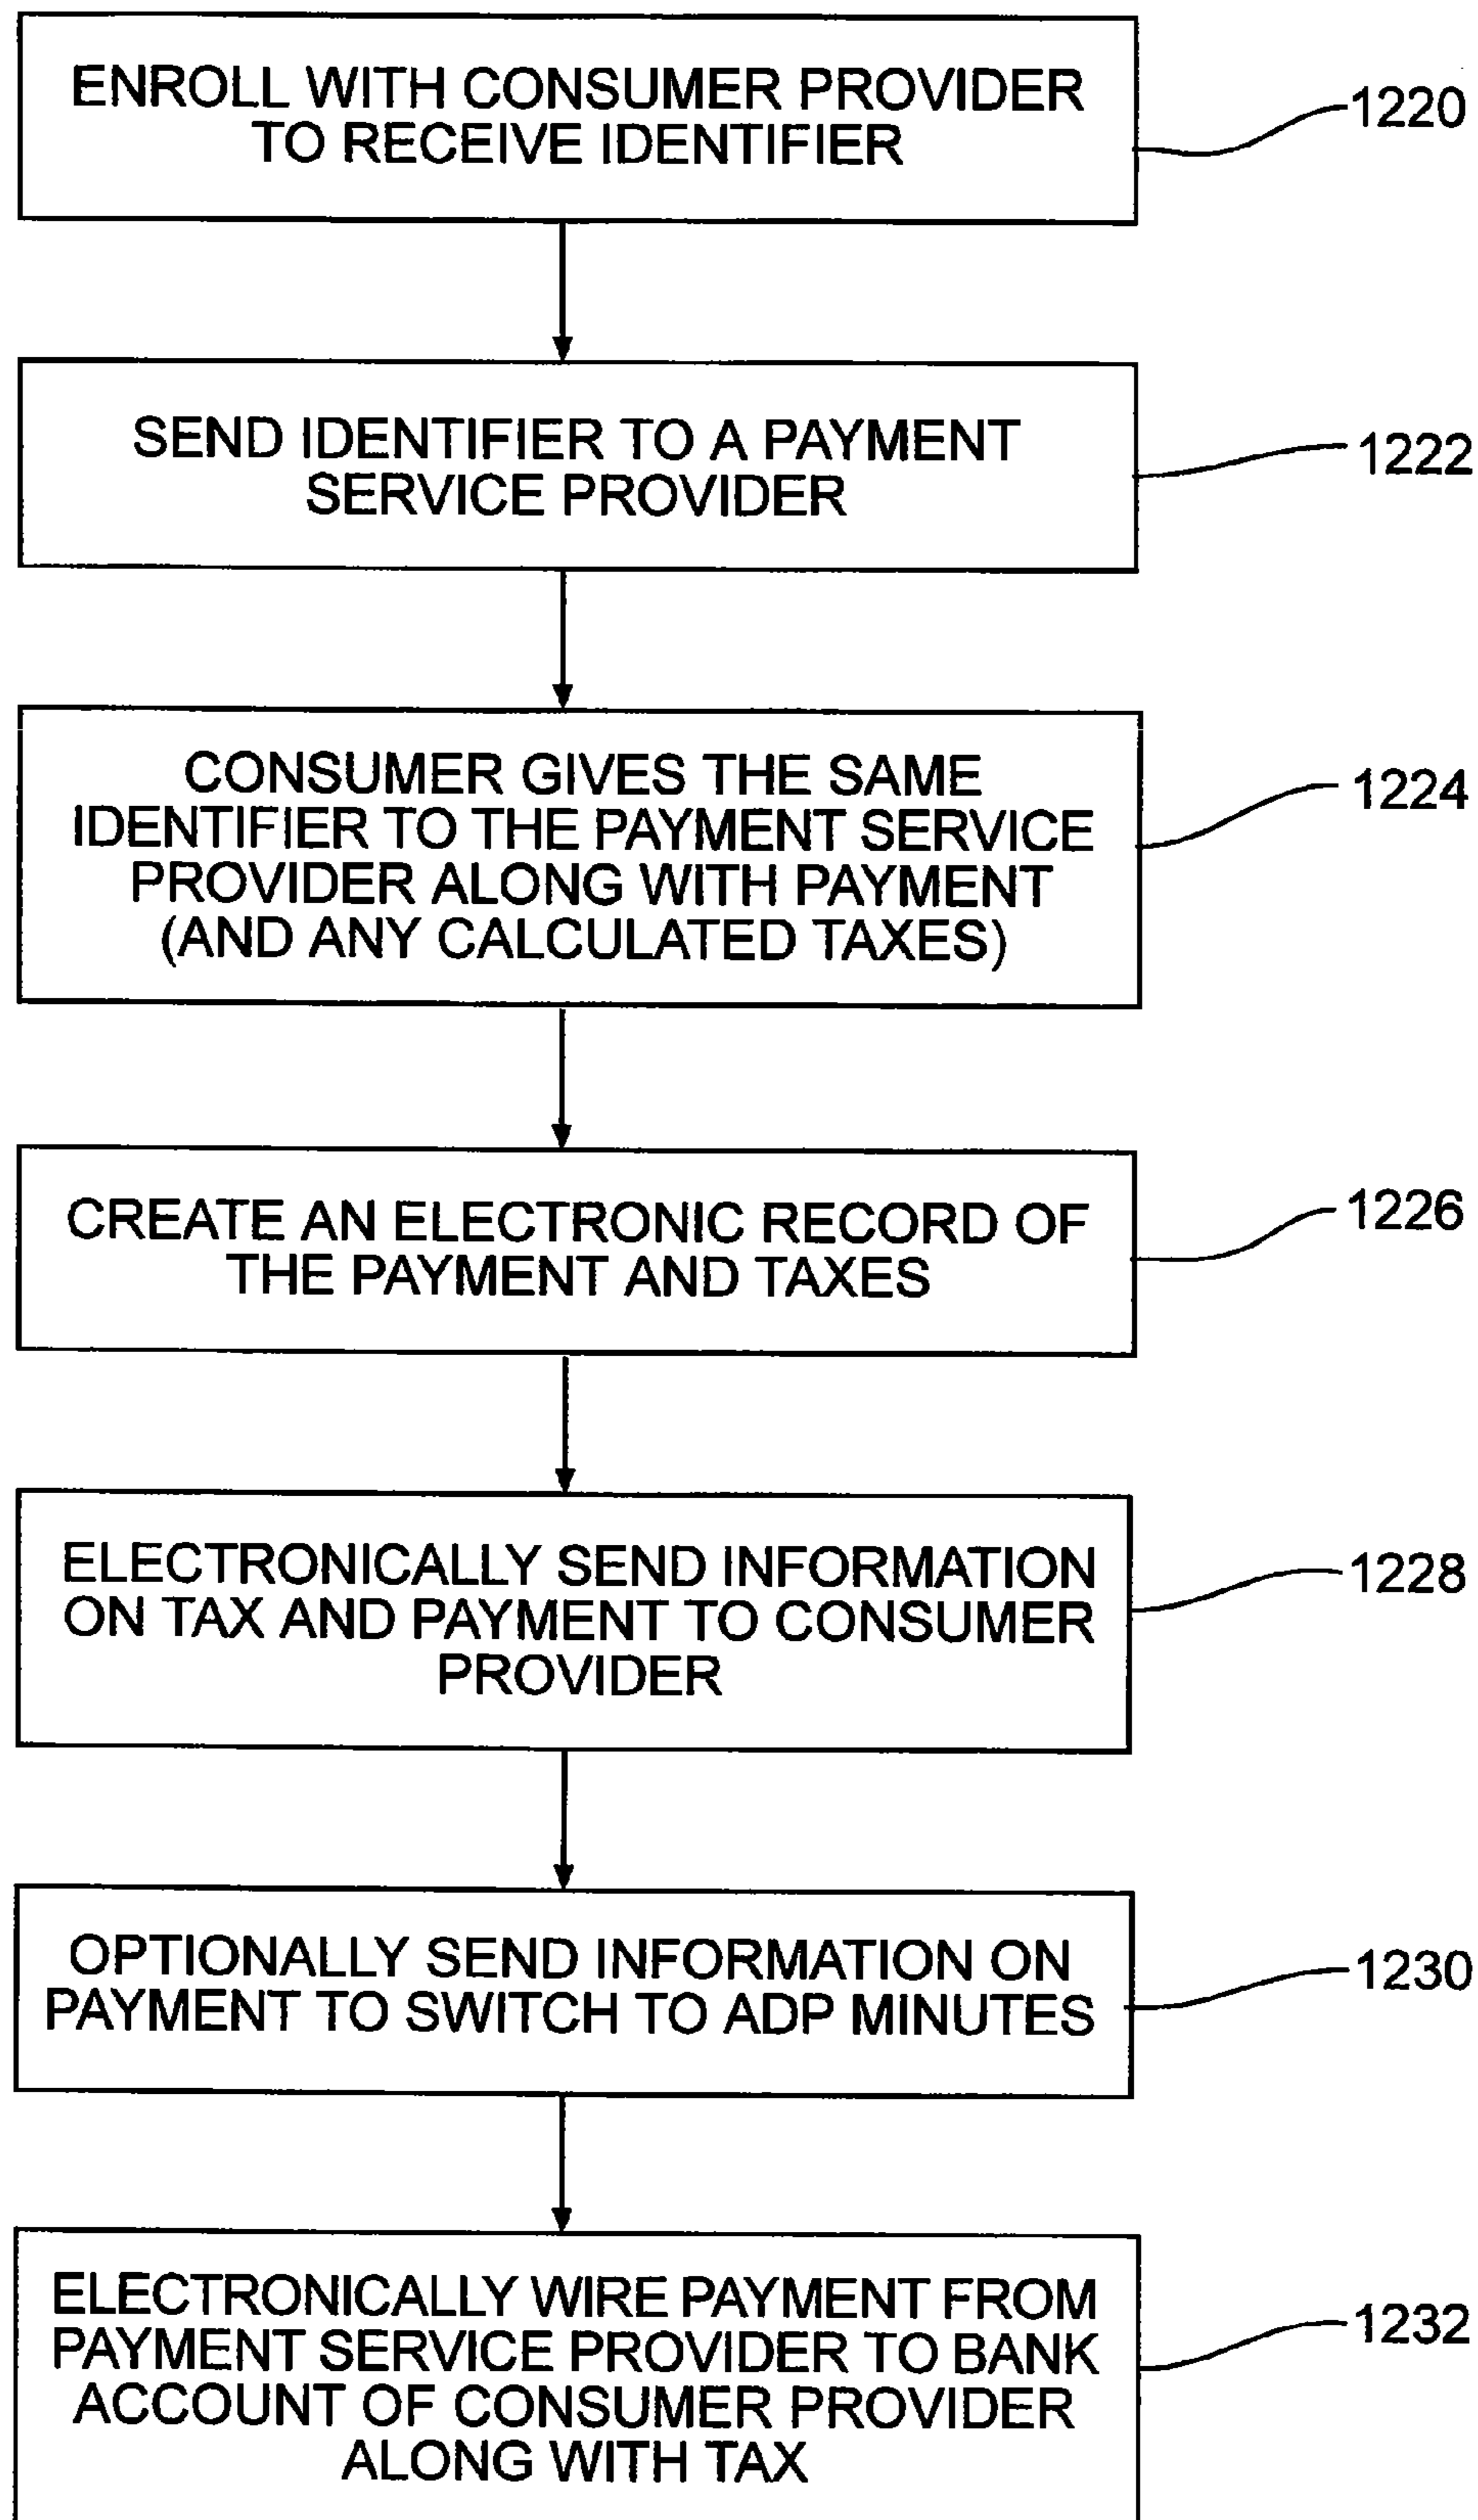 ENROLL WITH CONSUMER PROVIDER
TO RECEIVE IDENTIFIER
1220
SEND IDENTIFIER TO A PAYMENT
SERVICE PROVIDER
1222
CONSUMER GIVES THE SAME
IDENTIFIER TO THE PAYMENT SERVICE
PROVIDER ALONG WITH PAYMENT
(AND ANY CALCULATED TAXES)
1224
CREATE AN ELECTRONIC RECORD OF
THE PAYMENT AND TAXES
1226
ELECTRONICALLY SEND INFORMATION
ON TAX AND PAYMENT TO CONSUMER
PROVIDER
1228
OPTIONALLY SEND INFORMATION ON
PAYMENT TO SWITCH TO ADP MINUTES
1230
ELECTRONICALLY WIRE PAYMENT FROM
PAYMENT SERVICE PROVIDER TO BANK
ACCOUNT OF CONSUMER PROVIDER
ALONG WITH TAX
1232